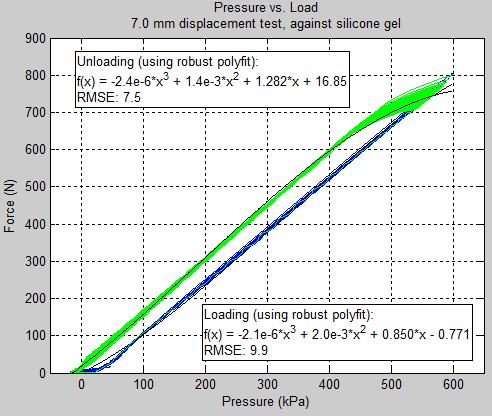 Pressure vs. Load
7.0 mm displacement test, against silicone gel
Unloading (using robust polyfit):
f(x) = -2.4e-6*x^3 + 1.4e-3*x^2 + 1.282*x + 16.85
RMSE: 7.5
Loading (using robust polyfit):
f(x) = -2.1e-6*x^3 + 2.0e-3*x^2 + 0.850*x - 0.771
RMSE: 9.9
Force (N)
900
800
700
600
500
400
300
200
100
0
0 100 200 300 400 500 600
Pressure (kPa)